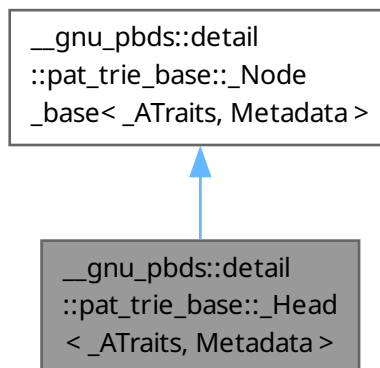 __gnu_pbds::detail
::pat_trie_base::_Node
_base< _ATraits, Metadata >
__gnu_pbds::detail
::pat_trie_base::_Head
< _ATraits, Metadata >